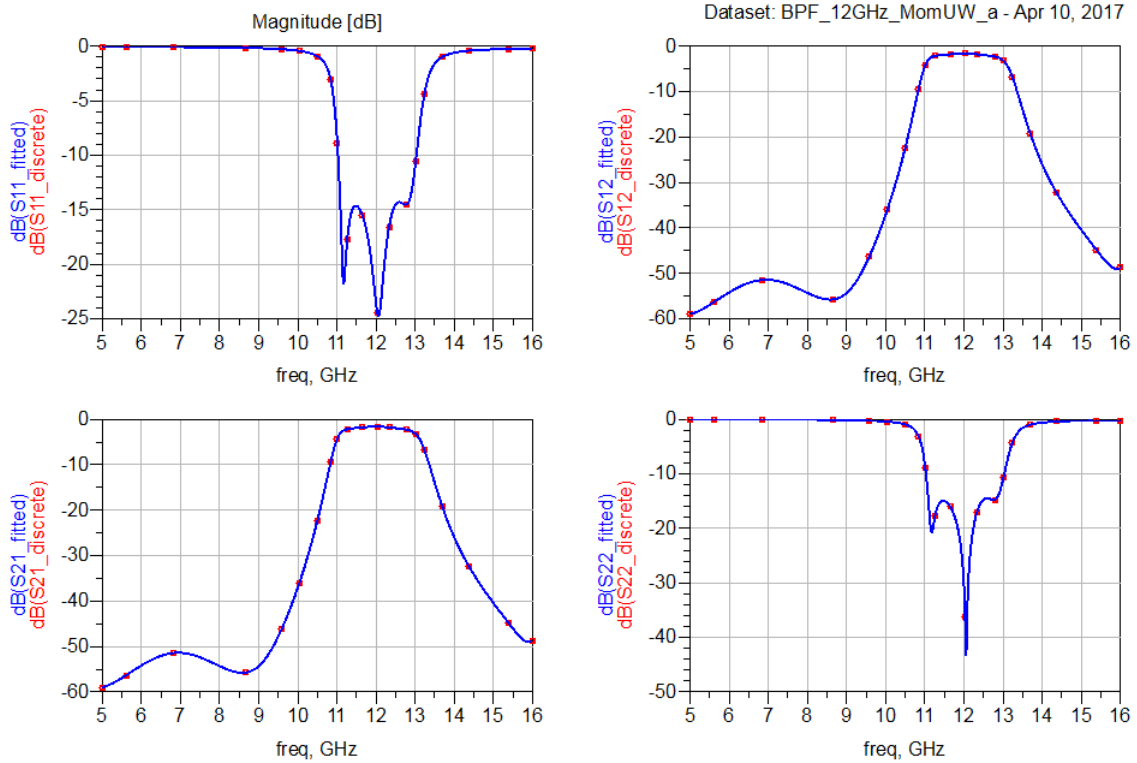 Magnitude [dB]
Dataset: BPF_12GHz_MomUW_a - Apr 10, 2017
dB(S11_fitted)
dB(S11_discrete)
0
-5
-10
-15
-20
-25
5 6 7 8 9 10 11 12 13 14 15 16
freq, GHz
dB(S12_fitted)
dB(S12_discrete)
0
-10
-20
-30
-40
-50
-60
5 6 7 8 9 10 11 12 13 14 15 16
freq, GHz
dB(S21_fitted)
dB(S21_discrete)
0
-10
-20
-30
-40
-50
-60
5 6 7 8 9 10 11 12 13 14 15 16
freq, GHz
dB(S22_fitted)
dB(S22_discrete)
0
-10
-20
-30
-40
-50
5 6 7 8 9 10 11 12 13 14 15 16
freq, GHz